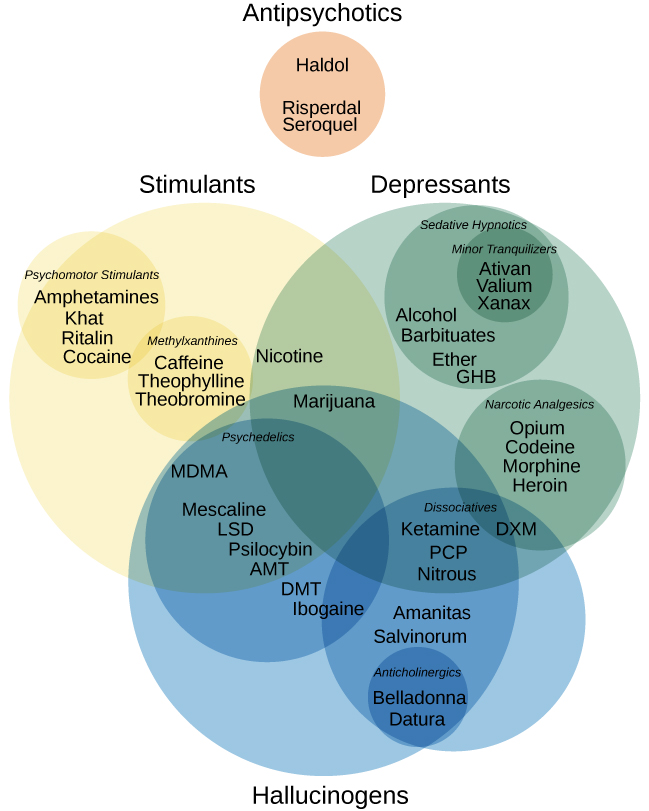 Antipsychotics
Haldol
Risperdal
Seroquel
Stimulants
Depressants
Psychomotor Stimulants
Amphetamines
Khat
Ritalin
Cocaine
Methylxanthines
Caffeine
Theophylline
Theobromine
Nicotine
Marijuana
Sedative Hypnotics
Minor Tranquilizers
Ativan
Valium
Xanax
Alcohol
Barbituates
Ether
GHB
Narcotic Analgesics
Opium
Codeine
Morphine
Heroin
Psychedelics
MDMA
Mescaline
LSD
Psilocybin
AMT
DMT
Ibogaine
Dissociatives
Ketamine
DXM
PCP
Nitrous
Amanitas
Salvinorum
Anticholinergics
Belladonna
Datura
Hallucinogens